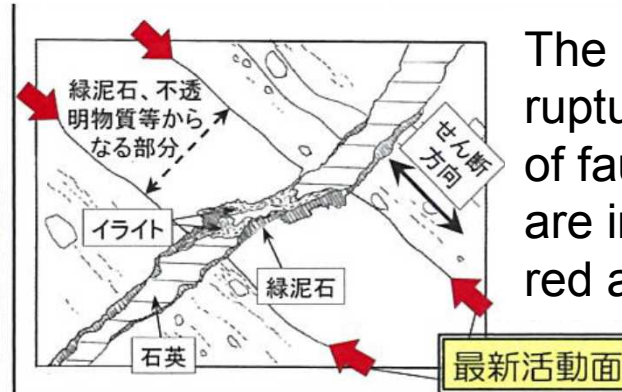 緑泥石、不透
明物質等から
なる部分
せん断
方向
イライト
緑泥石
石英
最新活動面
The
ruptu
of fau
are i
red a